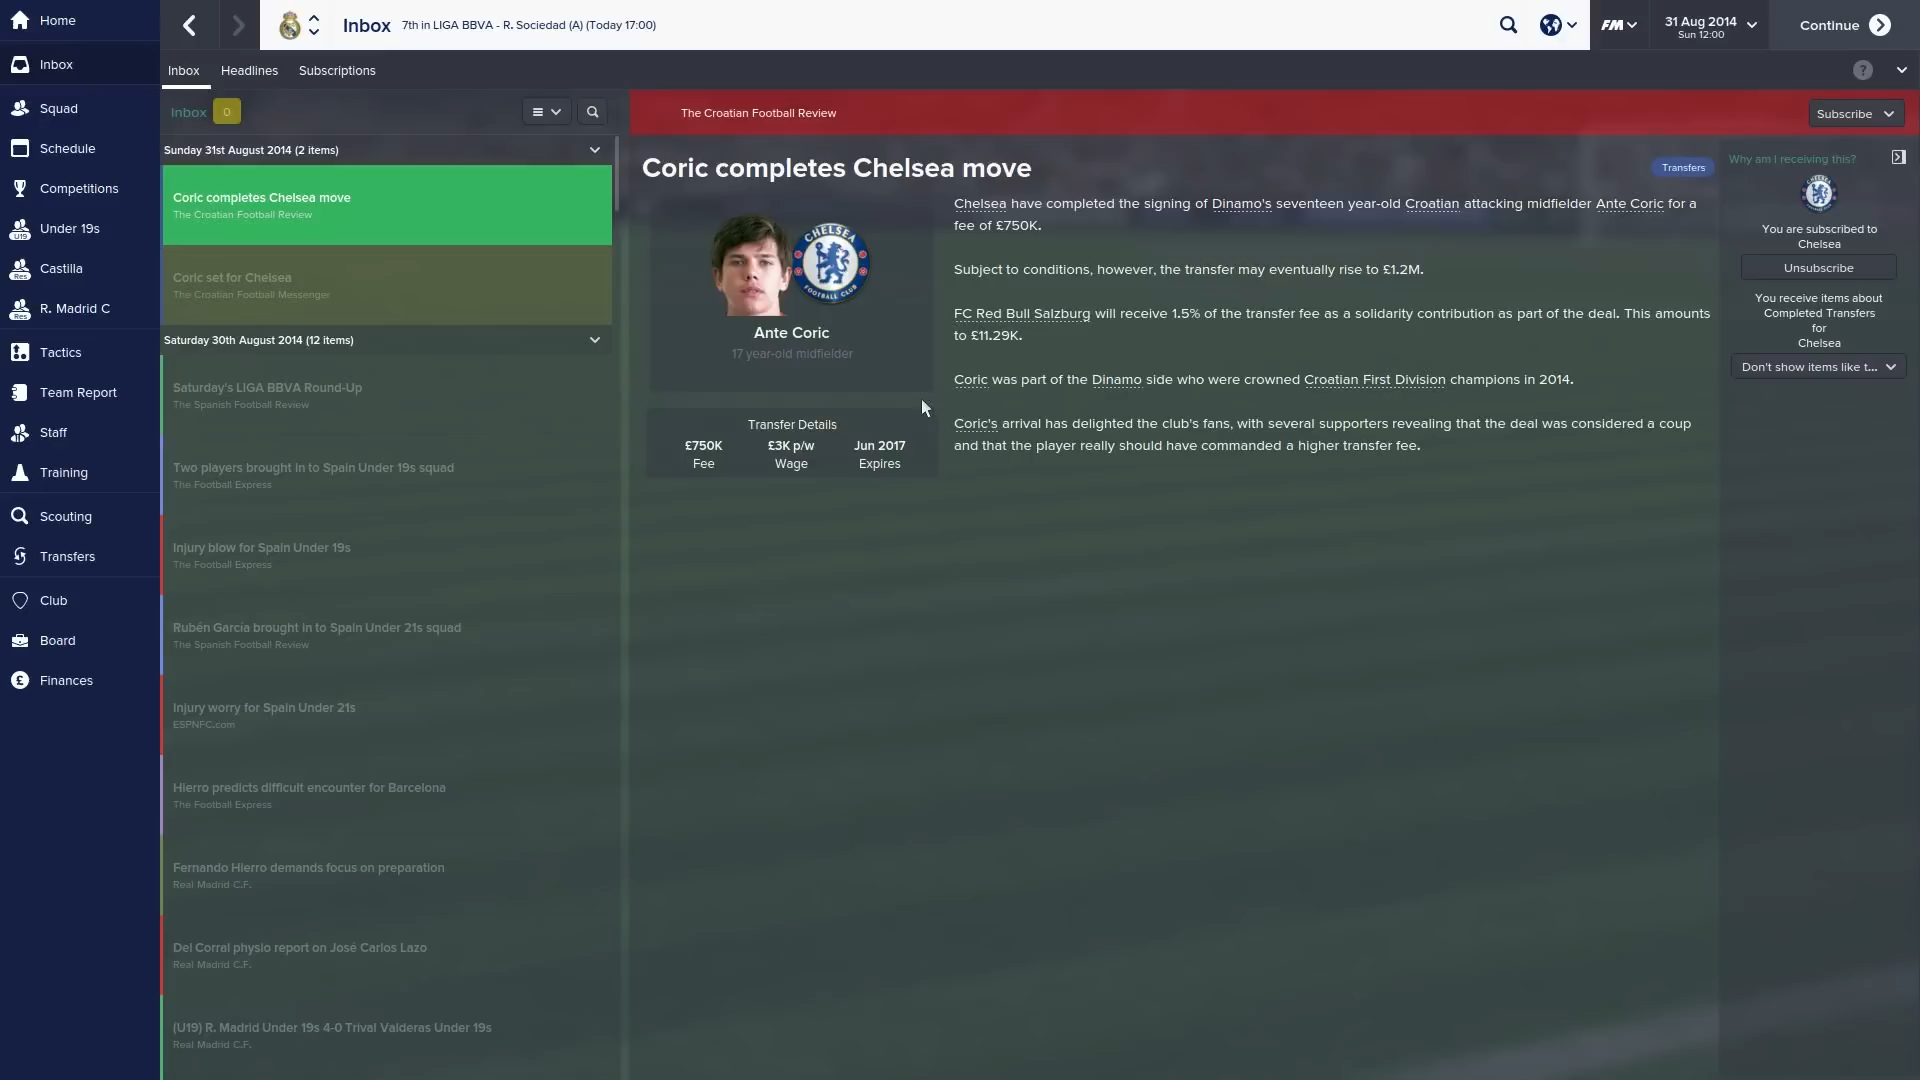 Home
Inbox
Squad
Schedule
Competitions
Under 19s
U19
Castilla
Res
R. Madrid C
Res
Tactics
Team Report
Staff
Training
Scouting
Transfers
Club
Board
Finances
Inbox 7th in LIGA BBVA - R. Sociedad (A) (Today 17:00)
FM
31 Aug 2014
Sun 12:00
Continue
Inbox Headlines Subscriptions
?
Inbox 0
Sunday 31st August 2014 (2 items)
Coric completes Chelsea move
The Croatian Football Review
Coric set for Chelsea
The Croatian Football Messenger
Saturday 30th August 2014 (12 items)
Saturday's LIGA BBVA Round-Up
The Spanish Football Review
Two players brought in to Spain Under 19s squad
The Football Express
Injury blow for Spain Under 19s
The Football Express
Rubén García brought in to Spain Under 21s squad
The Spanish Football Review
Injury worry for Spain Under 21s
ESPNFC.com
Hierro predicts difficult encounter for Barcelona
The Football Express
Fernando Hierro demands focus on preparation
Real Madrid C.F.
Del Corral physio report on José Carlos Lazo
Real Madrid C.F.
(U19) R. Madrid Under 19s 4-0 Trival Valderas Under 19s
Real Madrid C.F.
The Croatian Football Review
Subscribe
Coric completes Chelsea move
Transfers
CHELSEA
FOOTBALL CLUB
Ante Coric
17 year-old midfielder
Transfer Details
£750K £3K p/w Jun 2017
Fee Wage Expires
Chelsea have completed the signing of Dinamo's seventeen year-old Croatian attacking midfielder Ante Coric for a
fee of £750K.
Subject to conditions, however, the transfer may eventually rise to £1.2M.
FC Red Bull Salzburg will receive 1.5% of the transfer fee as a solidarity contribution as part of the deal. This amounts
to £11.29K.
Coric was part of the Dinamo side who were crowned Croatian First Division champions in 2014.
Coric's arrival has delighted the club's fans, with several supporters revealing that the deal was considered a coup
and that the player really should have commanded a higher transfer fee.
Why am I receiving this?
You are subscribed to
Chelsea
Unsubscribe
You receive items about
Completed Transfers
for
Chelsea
Don't show items like t...